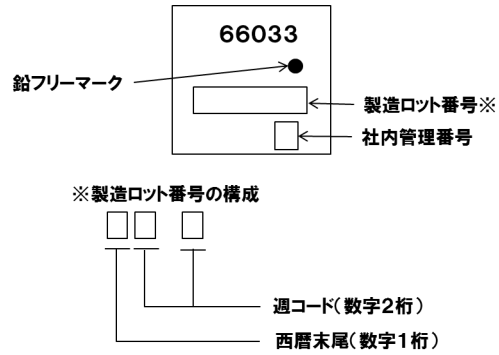 66033
鉛フリーマーク
製造ロット番号※
社内管理番号
※製造ロット番号の構成
週コード(数字2桁)
西暦末尾(数字1桁)